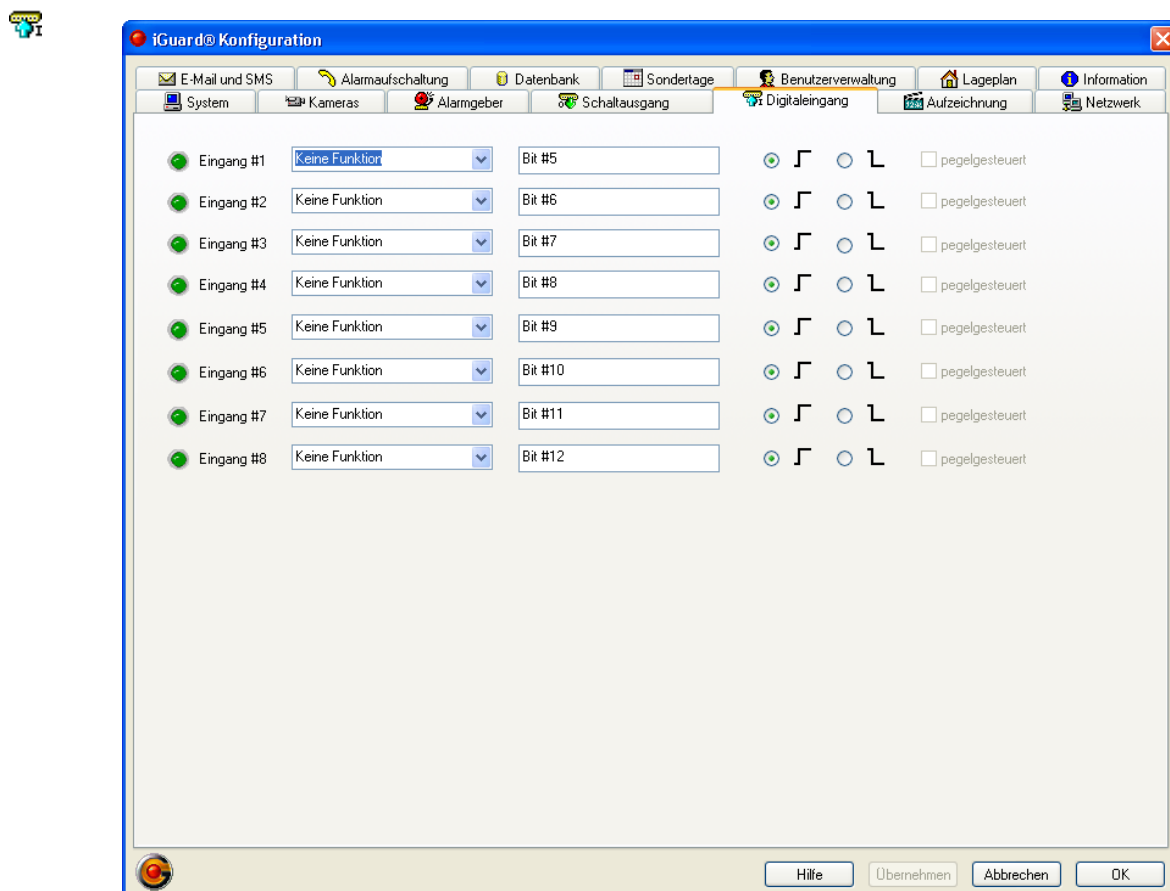 iGuard® Konfiguration
E-Mail und SMS Alarmaufschaltung Datenbank Sondertage Benutzerverwaltung Lageplan Information
System Kameras Alarmgeber Schaltausgang Digitaleingang Aufzeichnung Netzwerk
Eingang #1 Keine Funktion Bit #5 pegelgesteuert
Eingang #2 Keine Funktion Bit #6 pegelgesteuert
Eingang #3 Keine Funktion Bit #7 pegelgesteuert
Eingang #4 Keine Funktion Bit #8 pegelgesteuert
Eingang #5 Keine Funktion Bit #9 pegelgesteuert
Eingang #6 Keine Funktion Bit #10 pegelgesteuert
Eingang #7 Keine Funktion Bit #11 pegelgesteuert
Eingang #8 Keine Funktion Bit #12 pegelgesteuert
Hilfe Übernehmen Abbrechen OK